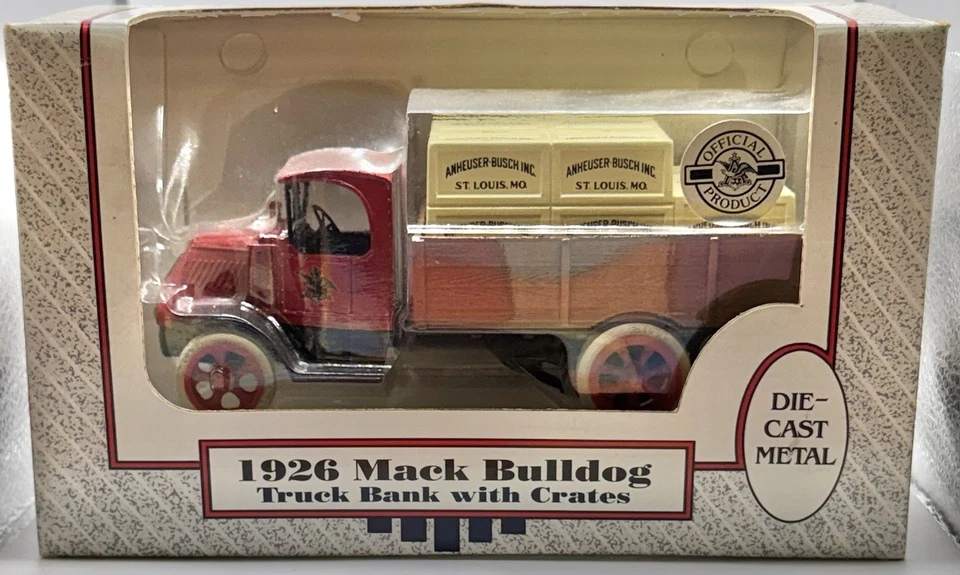 ANHEUSER-BUSCH INC.
ST. LOUIS, MO.
ANHEUSER-BUSCH INC.
ST. LOUIS, MO.
OFFICIAL
PRODUCT
DIE-
CAST
METAL
1926 Mack Bulldog
Truck Bank with Crates